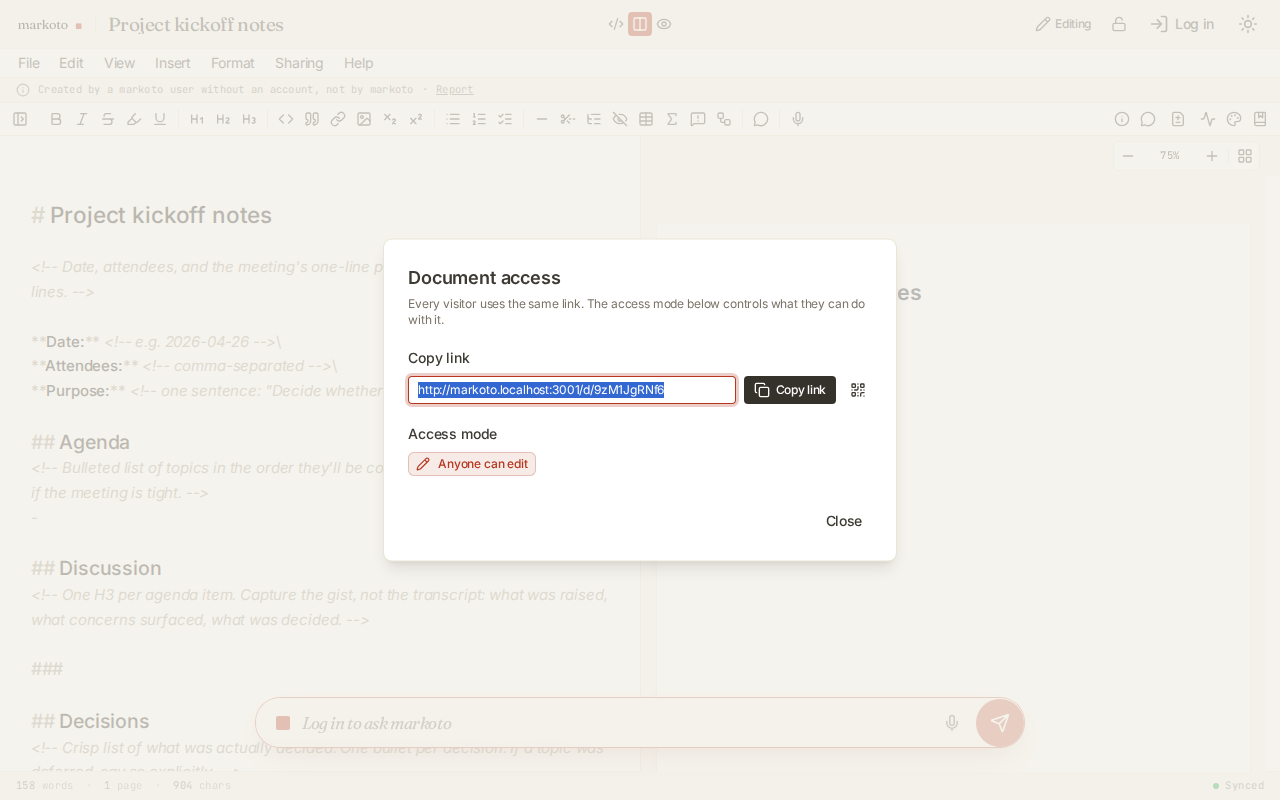 markoto
Project kickoff notes
Editing
Log in
File Edit View Insert Format Sharing Help
Created by a markoto user without an account, not by markoto · Report
H1 H2 H3
75%
# Project kickoff notes
<!-- Date, attendees, and the meeting's one-line p
lines. -->
**Date:** <!-- e.g. 2026-04-26 -->\
**Attendees:** <!-- comma-separated -->\
**Purpose:** <!-- one sentence: "Decide whether
## Agenda
<!-- Bulleted list of topics in the order they'll be co
if the meeting is tight. -->
-
## Discussion
<!-- One H3 per agenda item. Capture the gist, not the transcript: what was raised,
what concerns surfaced, what was decided. -->
###
## Decisions
<!-- Crisp list of what was actually decided. One bullet per decision. If a topic was
es
Document access
Every visitor uses the same link. The access mode below controls what they can do
with it.
Copy link
http://markoto.localhost:3001/d/9zM1JgRNf6
Copy link
Access mode
Anyone can edit
Close
Log in to ask markoto
158 words · 1 page · 904 chars
Synced